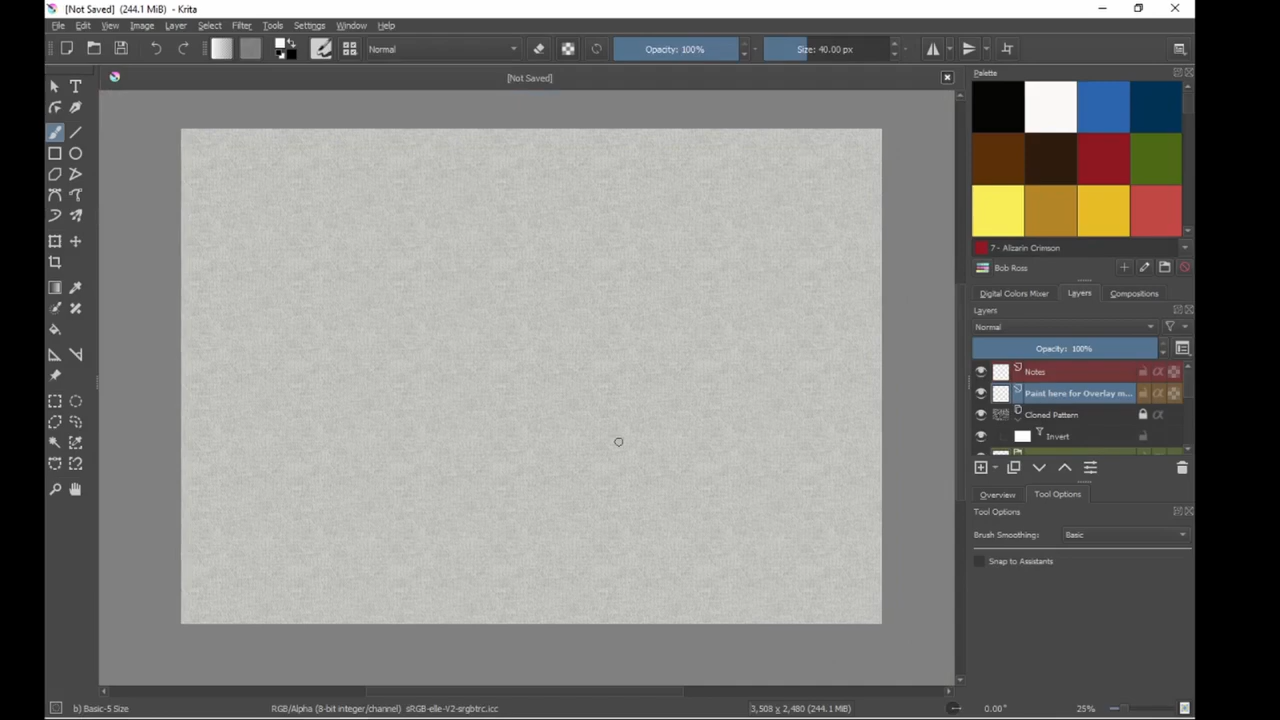 [Not Saved] (244.1 MiB) - Krita
File Edit View Image Layer Select Filter Tools Settings Window Help
Normal
Opacity: 100%
Size: 40.00 px
[Not Saved]
Palette
7 - Alizarin Crimson
Bob Ross
Digital Colors Mixer Layers Compositions
Layers
Normal
Opacity: 100%
Notes
Paint here for Overlay m...
Cloned Pattern
Invert
Overview Tool Options
Tool Options
Brush Smoothing: Basic
Snap to Assistants
b) Basic-5 Size RGB/Alpha (8-bit integer/channel) sRGB-elle-V2-srgbtrc.icc 3,508 x 2,480 (244.1 MiB) 0.00° 25%